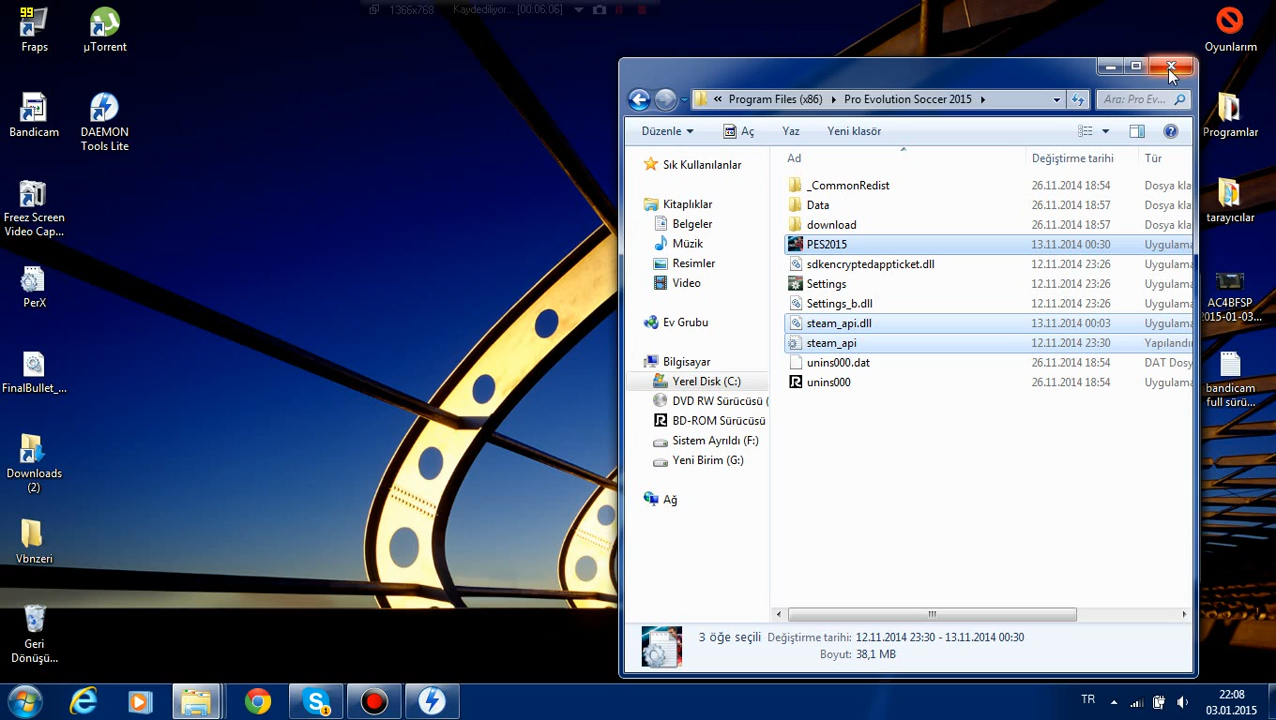 1366x768 Kaydediliyor... [00:06:06]
99
Fraps
µTorrent
Bandicam
DAEMON
Tools Lite
Freez Screen
Video Cap...
PerX
FinalBullet_...
Downloads
(2)
Vbnzeri
Geri
Dönüşü...
Oyunlarım
Programlar
tarayıcılar
AC4BFSP
2015-01-03...
bandicam
full sürü...
« Program Files (x86) ▸ Pro Evolution Soccer 2015 ▸
Ara: Pro Ev...
Düzenle
Aç
Yaz
Yeni klasör
Sık Kullanılanlar
Kitaplıklar
Belgeler
Müzik
Resimler
Video
Ev Grubu
Bilgisayar
Yerel Disk (C:)
DVD RW Sürücüsü (
BD-ROM Sürücüsü
Sistem Ayrıldı (F:)
Yeni Birim (G:)
Ağ
Ad Değiştirme tarihi Tür
_CommonRedist 26.11.2014 18:54 Dosya kla
Data 26.11.2014 18:57 Dosya kla
download 26.11.2014 18:57 Dosya kla
PES2015 13.11.2014 00:30 Uygulama
sdkencryptedappticket.dll 12.11.2014 23:26 Uygulama
Settings 12.11.2014 23:26 Uygulama
Settings_b.dll 12.11.2014 23:26 Uygulama
steam_api.dll 13.11.2014 00:03 Uygulama
steam_api 12.11.2014 23:30 Yapılandı
unins000.dat 26.11.2014 18:54 DAT Dosy
unins000 26.11.2014 18:54 Uygulama
3 öğe seçili Değiştirme tarihi: 12.11.2014 23:30 - 13.11.2014 00:30
Boyut: 38,1 MB
TR
22:08
03.01.2015